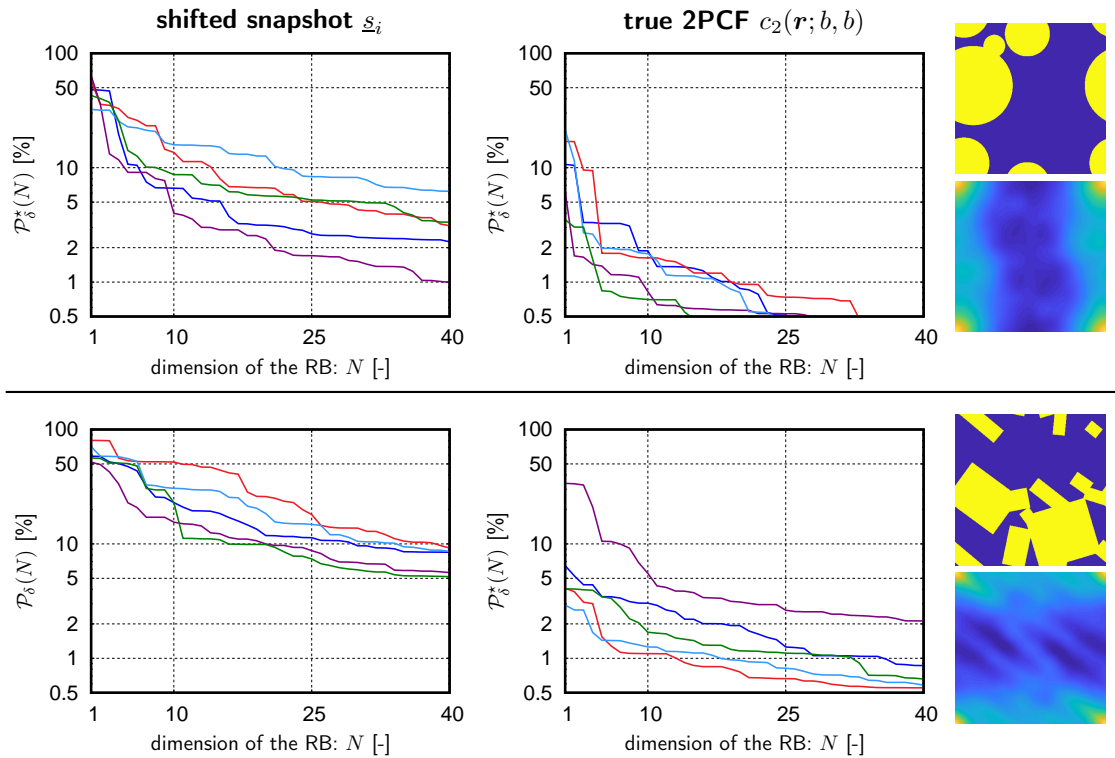 shifted snapshot s_i
true 2PCF c_2(r; b, b)
100
50
10
5
2
1
0.5
P*_δ(N) [%]
1 10 25 40
dimension of the RB: N [-]
100
50
10
5
2
1
0.5
P*_δ(N) [%]
1 10 25 40
dimension of the RB: N [-]
100
50
10
5
2
1
0.5
P_δ(N) [%]
1 10 25 40
dimension of the RB: N [-]
100
50
10
5
2
1
0.5
P*_δ(N) [%]
1 10 25 40
dimension of the RB: N [-]